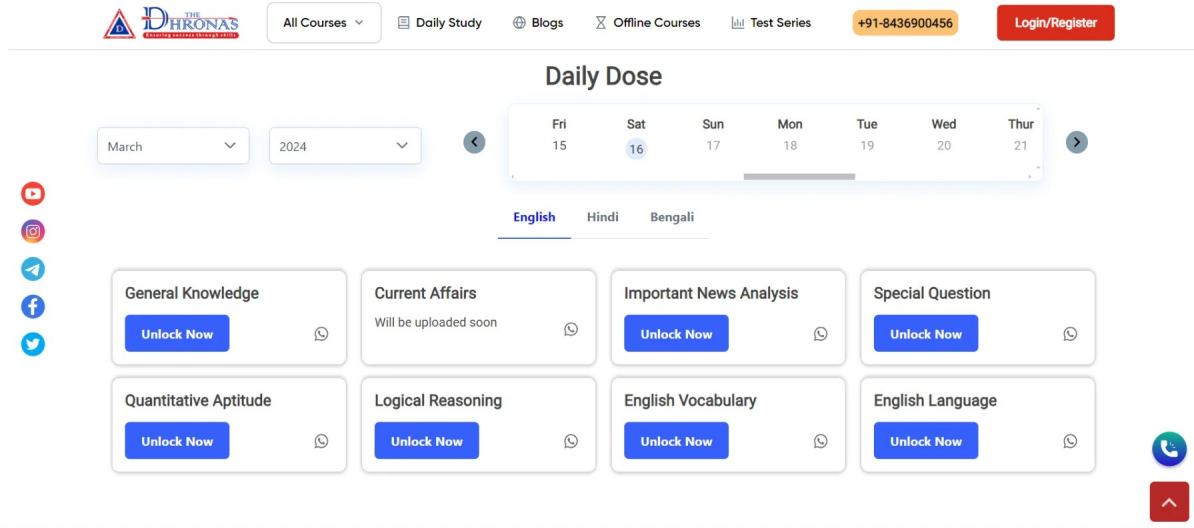 D THE DHRONAS
Ensuring success through skills
All Courses Daily Study Blogs Offline Courses Test Series +91-8436900456 Login/Register
Daily Dose
Fri Sat Sun Mon Tue Wed Thur
March 2024 15 16 17 18 19 20 21
English Hindi Bengali
General Knowledge Current Affairs Important News Analysis Special Question
Unlock Now Will be uploaded soon Unlock Now Unlock Now
Quantitative Aptitude Logical Reasoning English Vocabulary English Language
Unlock Now Unlock Now Unlock Now Unlock Now